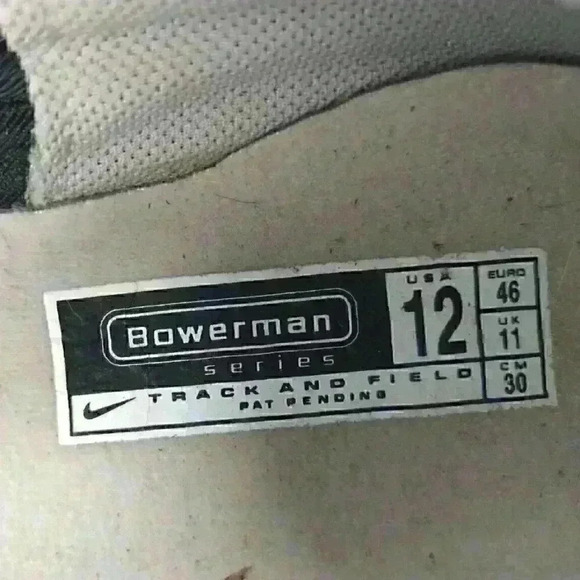 Bowerman
series
TRACK AND FIELD
PAT PENDING
USA
12
EURO
46
UK
11
CM
30